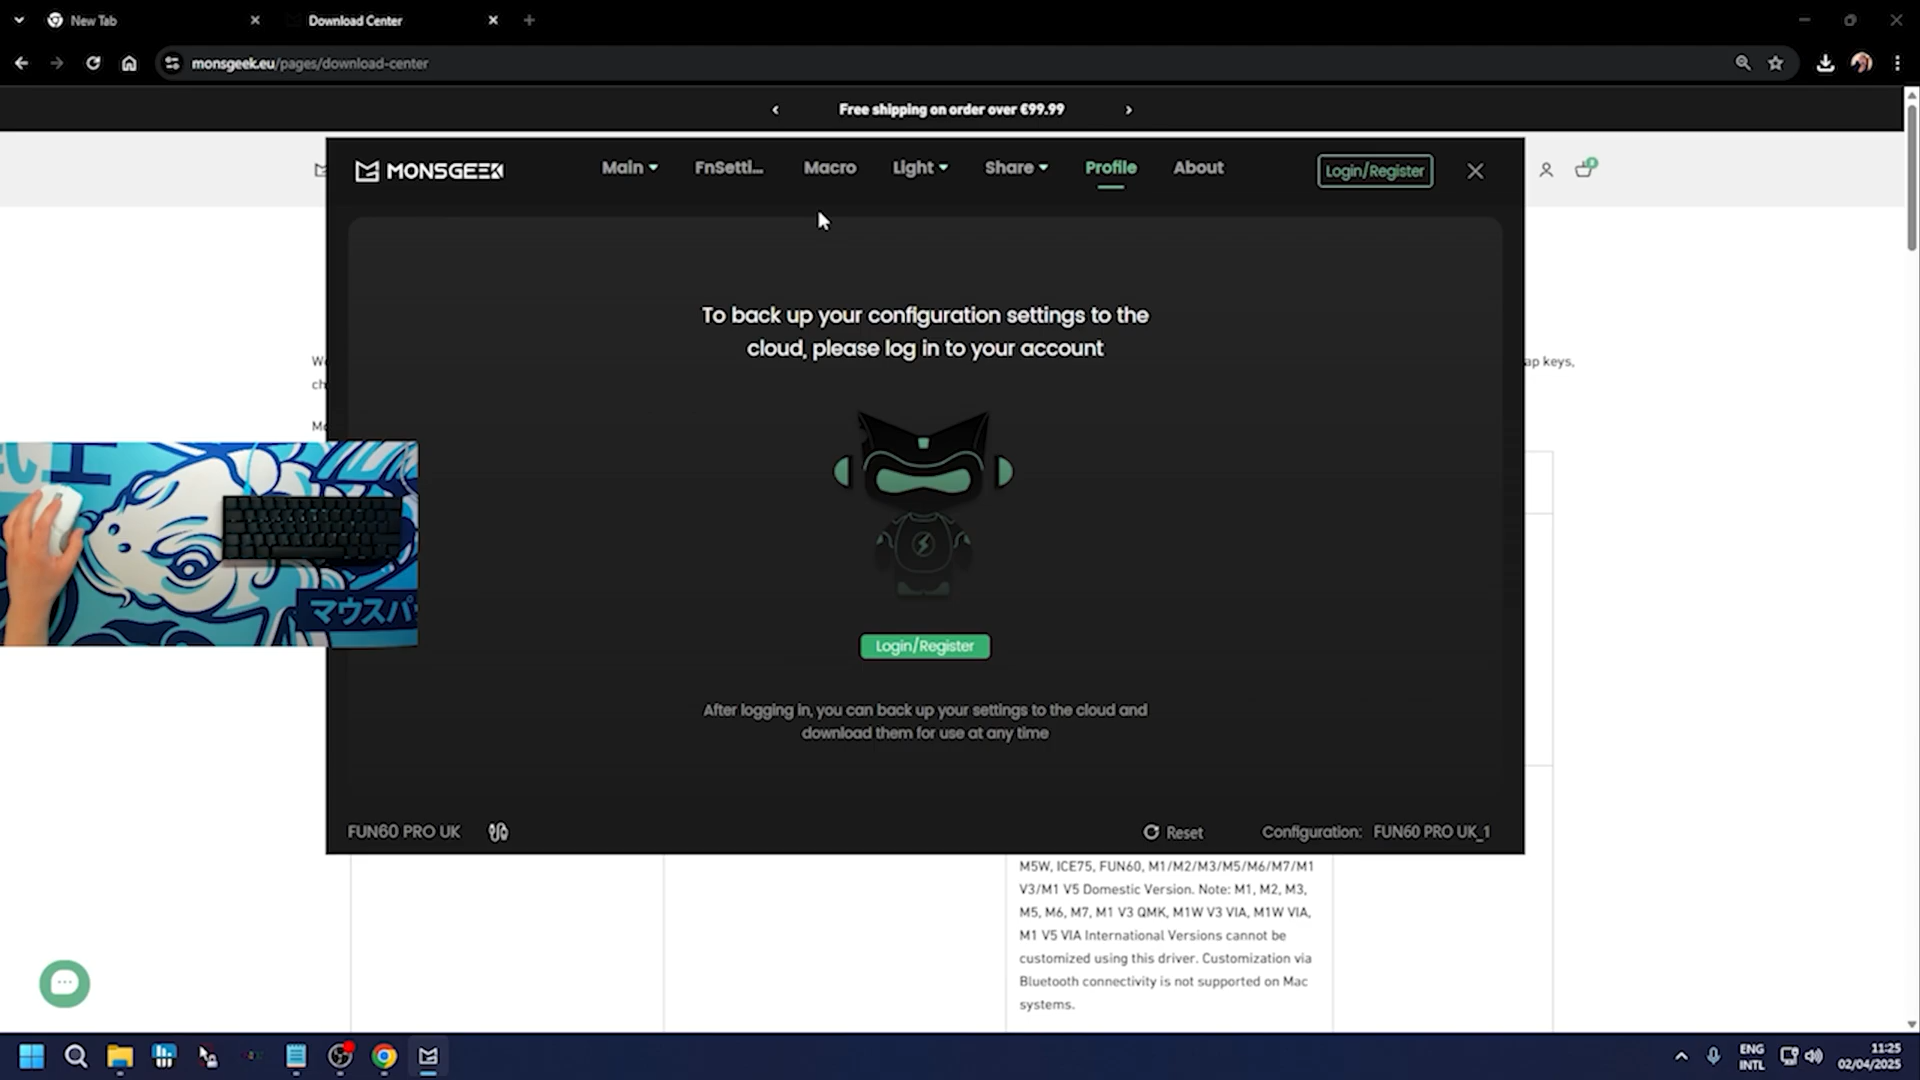 New Tab
Download Center
monsgeek.eu/pages/download-center
Free shipping on order over €99.99
MONSGEEK
Main
FnSetti...
Macro
Light
Share
Profile
About
Login/Register
To back up your configuration settings to the
cloud, please log in to your account
ap keys,
マウスパ
Login/Register
After logging in, you can back up your settings to the cloud and
download them for use at any time
FUN60 PRO UK
Reset
Configuration: FUN60 PRO UK_1
M5W, ICE75, FUN60, M1/M2/M3/M5/M6/M7/M1
V3/M1 V5 Domestic Version. Note: M1, M2, M3,
M5, M6, M7, M1 V3 QMK, M1W V3 VIA, M1W VIA,
M1 V5 VIA International Versions cannot be
customized using this driver. Customization via
Bluetooth connectivity is not supported on Mac
systems.
ENG
INTL
11:25
02/04/2025